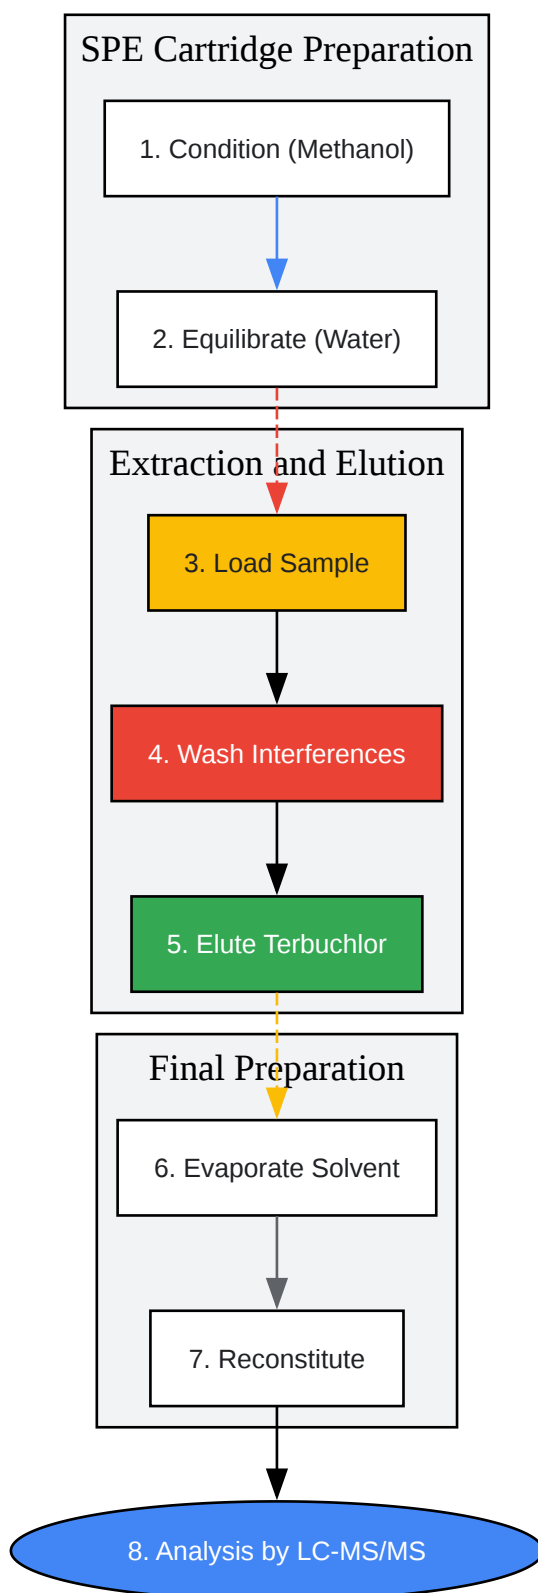 SPE Cartridge Preparation
1. Condition (Methanol)
2. Equilibrate (Water)
Extraction and Elution
3. Load Sample
4. Wash Interferences
5. Elute Terbuchlor
Final Preparation
6. Evaporate Solvent
7. Reconstitute
8. Analysis by LC-MS/MS